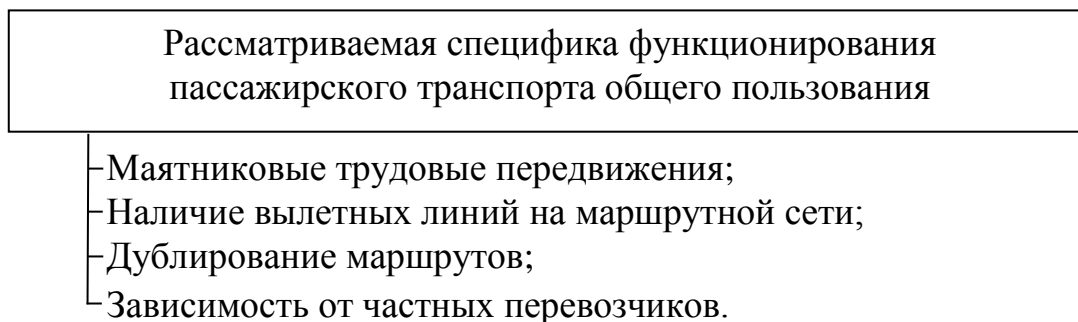 Рассматриваемая специфика функционирования
пассажирского транспорта общего пользования
Маятниковые трудовые передвижения;
Наличие вылетных линий на маршрутной сети;
Дублирование маршрутов;
Зависимость от частных перевозчиков.